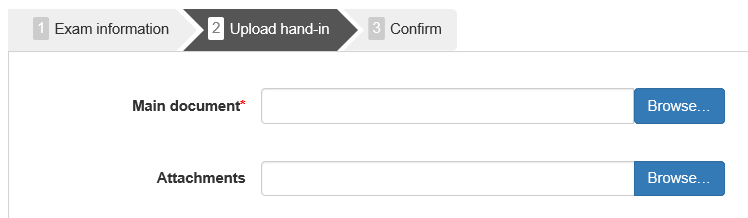 1 Exam information 2 Upload hand-in 3 Confirm
Main document* Browse...
Attachments Browse...